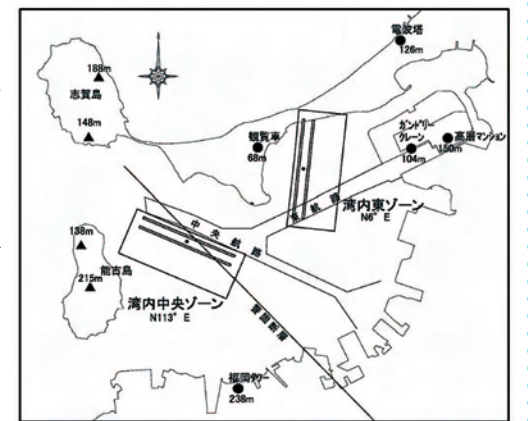 電波塔
126m
188m
志賀島
148m
観覧車
68m
ガントリー
クレーン
104m
高層マンション
150m
東航路
湾内東ゾーン
N6° E
中央航路
138m
能古島
215m
湾内中央ゾーン
N113° E
警固断層
福岡タワー
238m